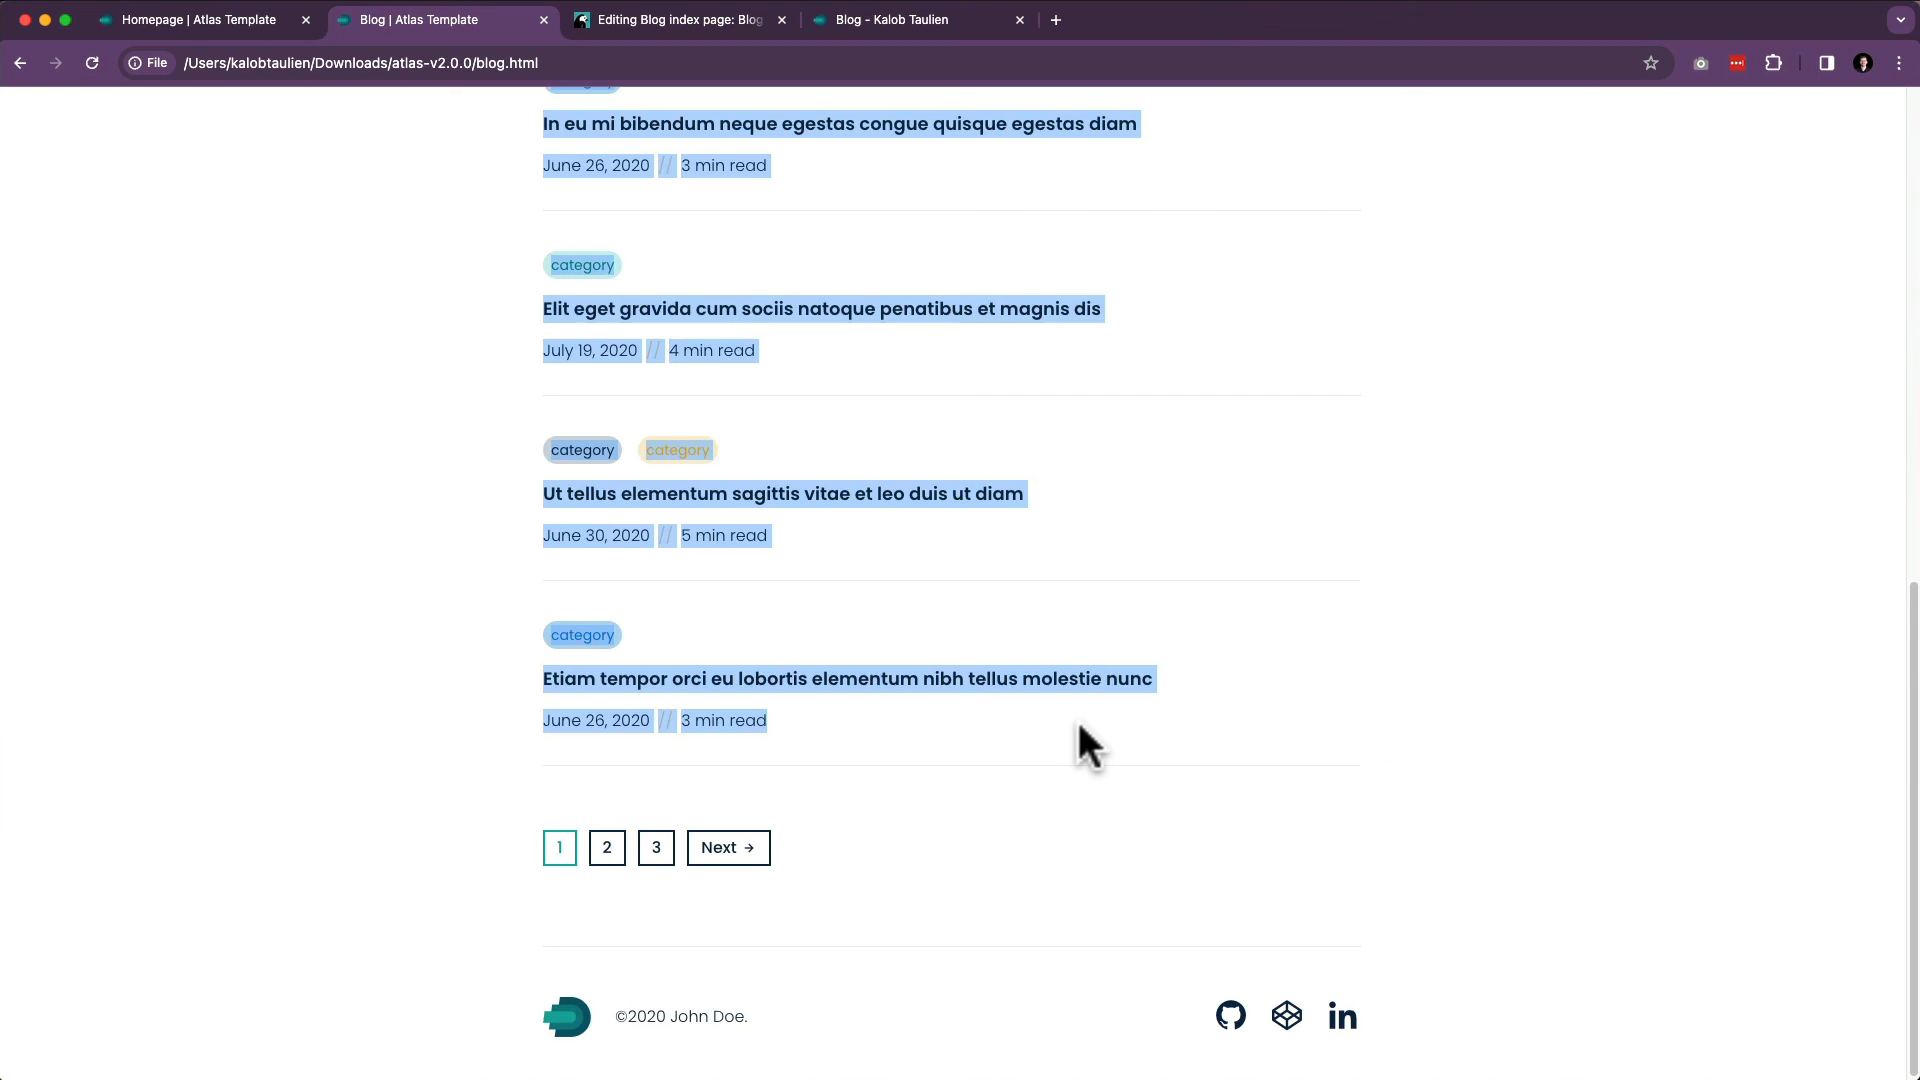 Homepage | Atlas Template
Blog | Atlas Template
Editing Blog index page: Blog
Blog - Kalob Taulien
File
/Users/kalobtaulien/Downloads/atlas-v2.0.0/blog.html
In eu mi bibendum neque egestas congue quisque egestas diam
June 26, 2020 // 3 min read
category
Elit eget gravida cum sociis natoque penatibus et magnis dis
July 19, 2020 // 4 min read
category category
Ut tellus elementum sagittis vitae et leo duis ut diam
June 30, 2020 // 5 min read
category
Etiam tempor orci eu lobortis elementum nibh tellus molestie nunc
June 26, 2020 // 3 min read
1 2 3 Next →
©2020 John Doe.
in